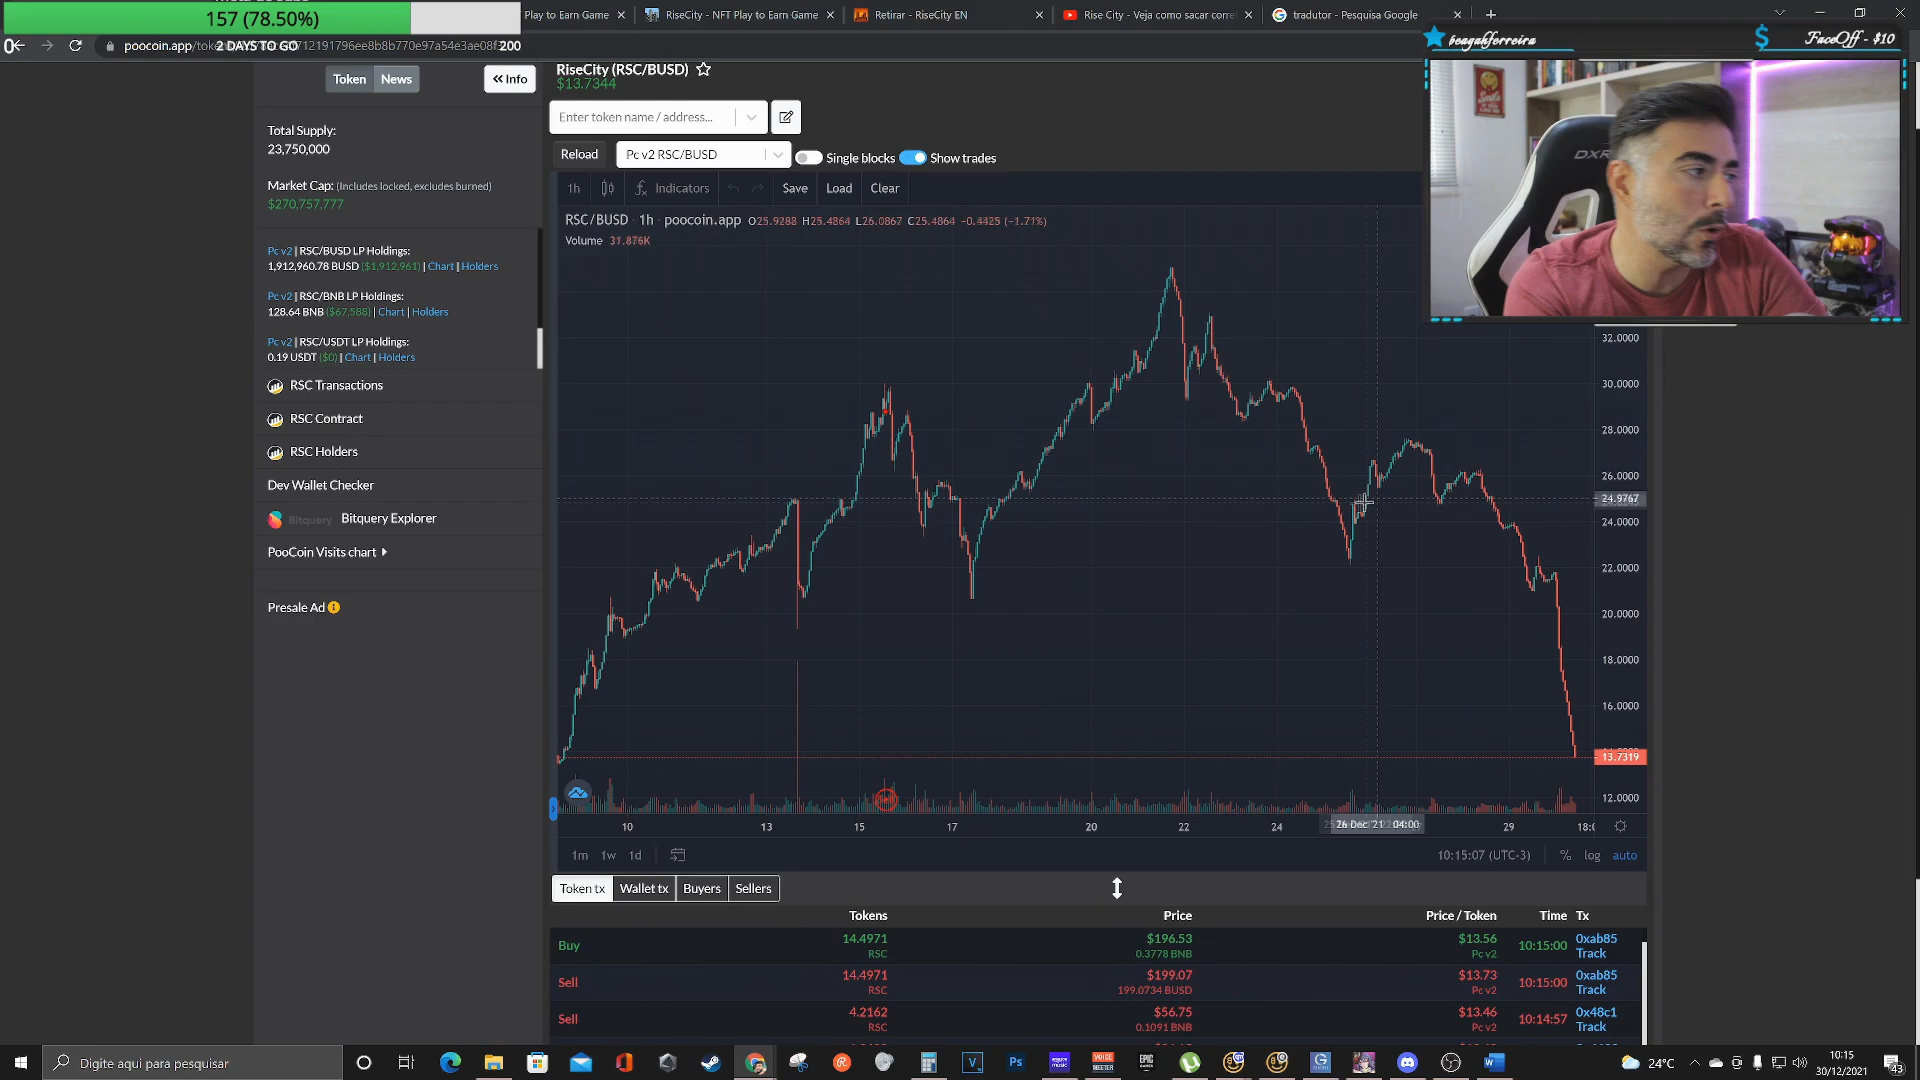 157 (78.50%)
2 DAYS TO GO
0
200
Play to Earn Game
RiseCity - NFT Play to Earn Game
Retirar - RiseCity EN
Rise City - Veja como sacar corre
tradutor - Pesquisa Google
poocoin.app/token
712191796ee8b8b770e97a54e3ae08f
beagahferreira
FaceOff - $10
Token
News
Info
Total Supply:
23,750,000
Market Cap: (Includes locked, excludes burned)
$270,757,777
Pc v2 | RSC/BUSD LP Holdings:
1,912,960.78 BUSD ($1,912,961) | Chart | Holders
Pc v2 | RSC/BNB LP Holdings:
128.64 BNB ($67,588) | Chart | Holders
Pc v2 | RSC/USDT LP Holdings:
0.19 USDT ($0) | Chart | Holders
RSC Transactions
RSC Contract
RSC Holders
Dev Wallet Checker
Bitquery Bitquery Explorer
PooCoin Visits chart
Presale Ad
RiseCity (RSC/BUSD)
$13.7344
Enter token name / address...
Reload
Pc v2 RSC/BUSD
Single blocks
Show trades
1h
Indicators
Save
Load
Clear
RSC/BUSD · 1h · poocoin.app O25.9288 H25.4864 L26.0867 C25.4864 -0.4425 (-1.71%)
Volume 31.876K
DXR
32.0000
30.0000
28.0000
26.0000
24.9767
24.0000
22.0000
20.0000
18.0000
16.0000
13.7319
12.0000
10 13 15 17 20 22 24 26 Dec '21 04:00 29 18:0
1m 1w 1d
10:15:07 (UTC-3) % log auto
Token tx
Wallet tx
Buyers
Sellers
Tokens Price Price / Token Time Tx
Buy 14.4971 $196.53 $13.56 10:15:00 0xab85
RSC 0.3778 BNB Pc v2 Track
Sell 14.4971 $199.07 $13.73 10:15:00 0xab85
RSC 199.0734 BUSD Pc v2 Track
Sell 4.2162 $56.75 $13.46 10:14:57 0x48c1
RSC 0.1091 BNB Pc v2 Track
Digite aqui para pesquisar
Ps
VOICE MEETER
EPIC GAMES
24°C
10:15
30/12/2021
43